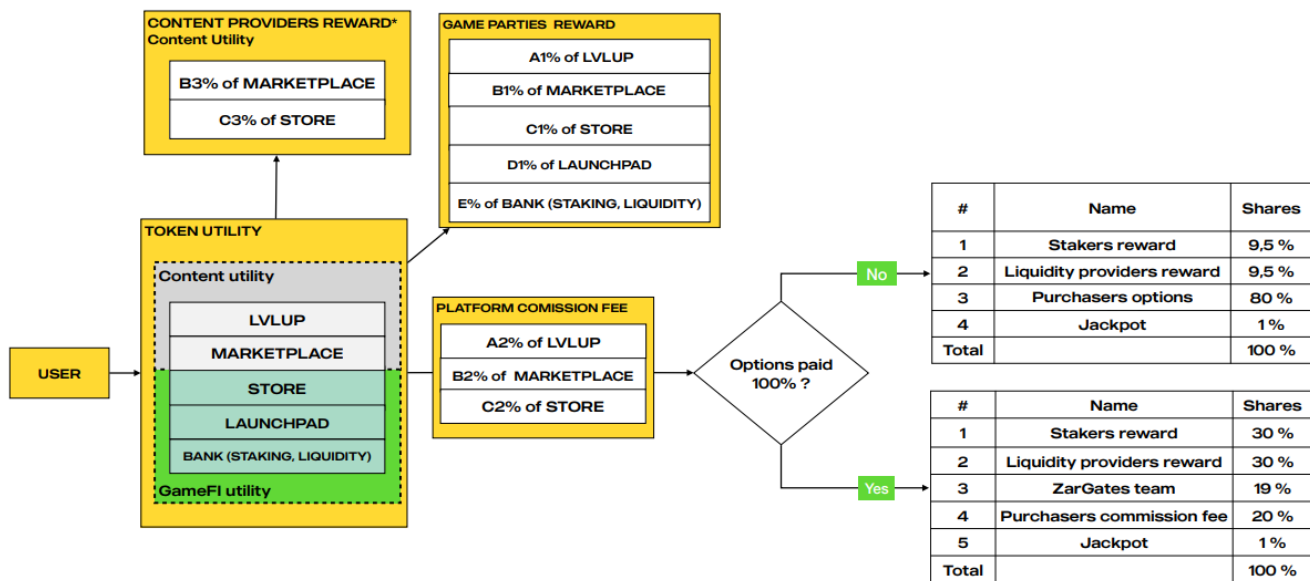 CONTENT PROVIDERS REWARD*
Content Utility
B3% of MARKETPLACE
C3% of STORE
GAME PARTIES REWARD
A1% of LVLUP
B1% of MARKETPLACE
C1% of STORE
D1% of LAUNCHPAD
E% of BANK (STAKING, LIQUIDITY)
USER
TOKEN UTILITY
Content utility
LVLUP
MARKETPLACE
STORE
LAUNCHPAD
BANK (STAKING, LIQUIDITY)
GameFI utility
PLATFORM COMISSION FEE
A2% of LVLUP
B2% of MARKETPLACE
C2% of STORE
Options paid
100% ?
No
# Name Shares
1 Stakers reward 9,5 %
2 Liquidity providers reward 9,5 %
3 Purchasers options 80 %
4 Jackpot 1 %
Total 100 %
Yes
# Name Shares
1 Stakers reward 30 %
2 Liquidity providers reward 30 %
3 ZarGates team 19 %
4 Purchasers commission fee 20 %
5 Jackpot 1 %
Total 100 %